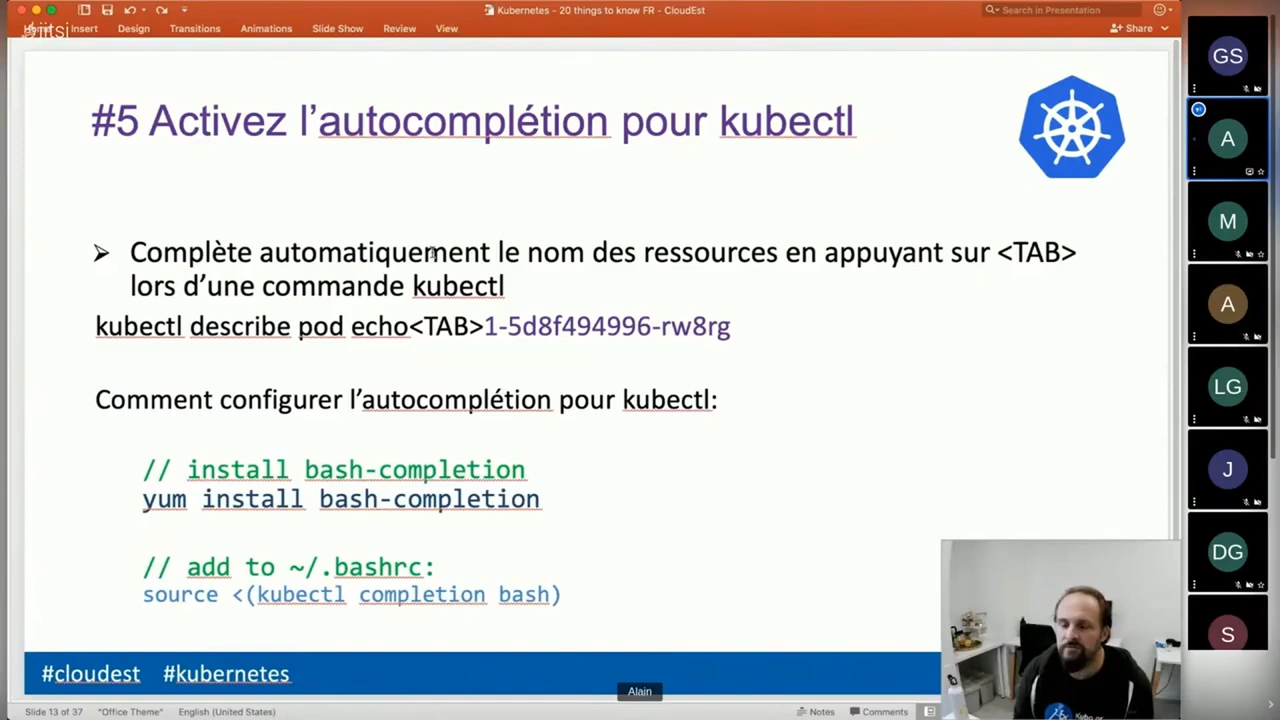 Kubernetes - 20 things to know FR - CloudEst
Search in Presentation
jitsi
Insert Design Transitions Animations Slide Show Review View
Share
#5 Activez l’autocomplétion pour kubectl
Complète automatiquement le nom des ressources en appuyant sur <TAB>
lors d’une commande kubectl
kubectl describe pod echo<TAB>1-5d8f494996-rw8rg
Comment configurer l’autocomplétion pour kubectl:
// install bash-completion
yum install bash-completion
// add to ~/.bashrc:
source <(kubectl completion bash)
#cloudest #kubernetes
Alain
Slide 13 of 37 "Office Theme" English (United States)
Notes Comments
GS
A
M
A
LG
J
DG
S